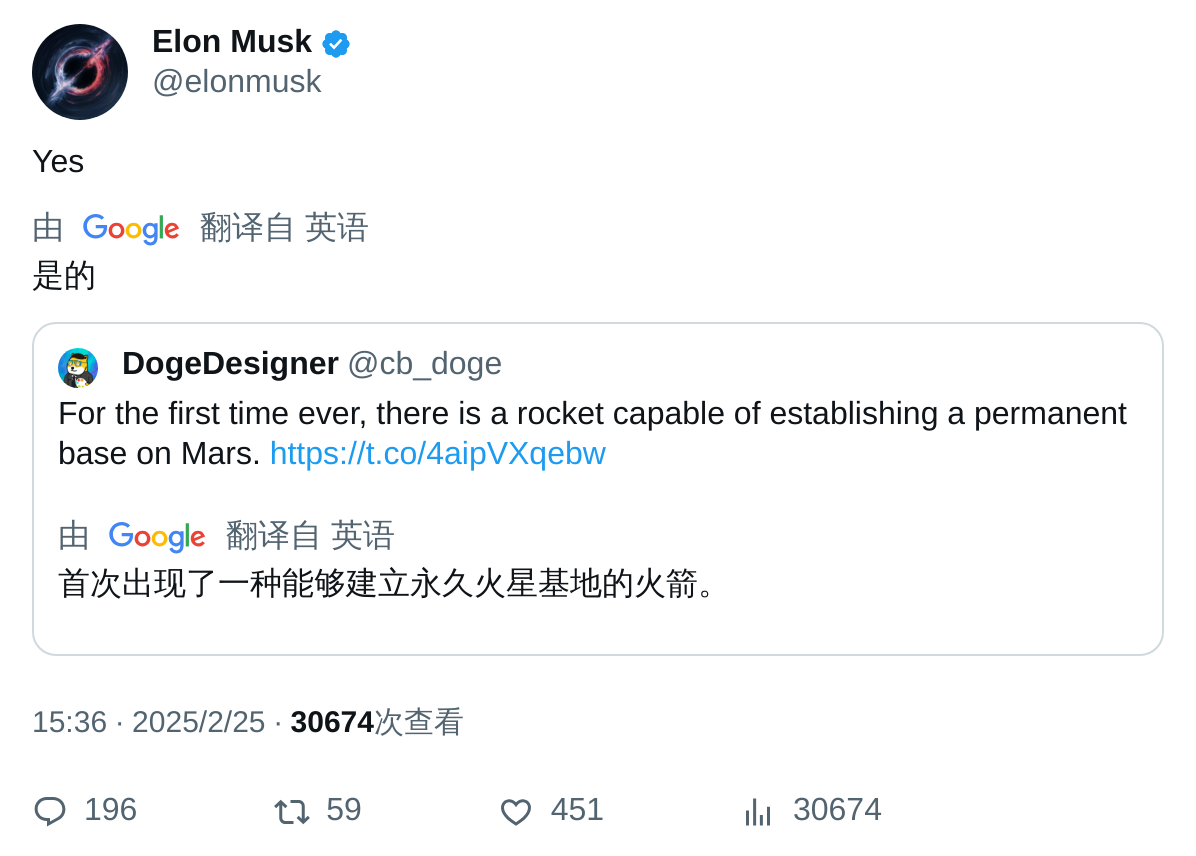 Elon Musk
@elonmusk
Yes
由 Google 翻译自 英语
是的
DogeDesigner @cb_doge
For the first time ever, there is a rocket capable of establishing a permanent
base on Mars. https://t.co/4aipVXqebw
由 Google 翻译自 英语
首次出现了一种能够建立永久火星基地的火箭。
15:36 · 2025/2/25 · 30674次查看
196 59 451 30674